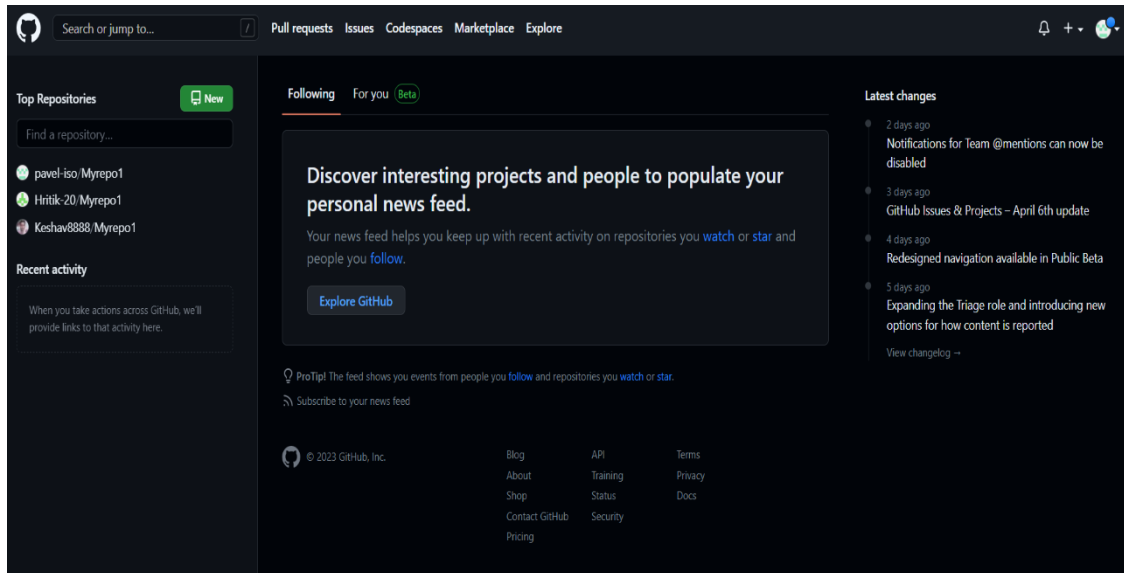 Search or jump to...
/
Pull requests Issues Codespaces Marketplace Explore
Top Repositories
New
Find a repository...
pavel-iso/Myrepo1
Hritik-20/Myrepo1
Keshav8888/Myrepo1
Recent activity
When you take actions across GitHub, we'll
provide links to that activity here.
Following For you Beta
Discover interesting projects and people to populate your
personal news feed.
Your news feed helps you keep up with recent activity on repositories you watch or star and
people you follow.
Explore GitHub
ProTip! The feed shows you events from people you follow and repositories you watch or star.
Subscribe to your news feed
Latest changes
2 days ago
Notifications for Team @mentions can now be
disabled
3 days ago
GitHub Issues & Projects – April 6th update
4 days ago
Redesigned navigation available in Public Beta
5 days ago
Expanding the Triage role and introducing new
options for how content is reported
View changelog →
© 2023 GitHub, Inc.
Blog API Terms
About Training Privacy
Shop Status Docs
Contact GitHub Security
Pricing